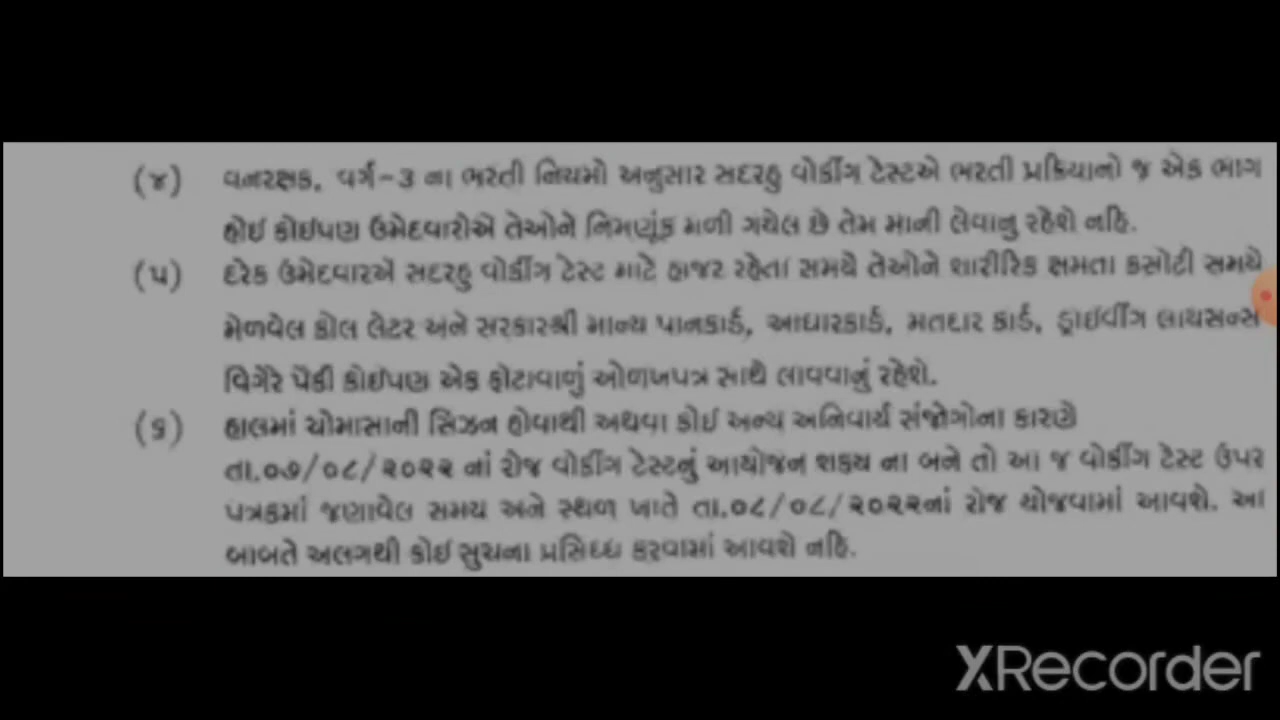 (૪) વનરક્ષક, વર્ગ-૩ ના ભરતી નિયમો અનુસાર સદરહુ વોર્કીંગ ટેસ્ટએ ભરતી પ્રક્રિયાનો જ એક ભાગ
હોઈ કોઈપણ ઉમેદવારોએ તેઓને નિમણૂંક મળી ગયેલ છે તેમ માની લેવાનુ રહેશે નહિ.
(૫) દરેક ઉમેદવારએ સદરહુ વોર્કીંગ ટેસ્ટ માટે હાજર રહેતા સમયે તેઓને શારીરિક ક્ષમતા કસોટી સમયે
મેળવેલ કોલ લેટર અને સરકારશ્રી માન્ય પાનકાર્ડ, આધારકાર્ડ, મતદાર કાર્ડ, ડ્રાઈવીંગ લાયસન્સ
વિગેરે પૈકી કોઈપણ એક ફોટાવાળું ઓળખપત્ર સાથે લાવવાનું રહેશે.
(૬) હાલમાં ચોમાસાની સિઝન હોવાથી અથવા કોઈ અન્ય અનિવાર્ય સંજોગોના કારણે
તા.૦૭/૦૮/૨૦૨૨ નાં રોજ વોર્કીંગ ટેસ્ટનું આયોજન શકય ના બને તો આ જ વોર્કીંગ ટેસ્ટ ઉપર
પત્રકમાં જણાવેલ સમય અને સ્થળ ખાતે તા.૦૮/૦૮/૨૦૨૨નાં રોજ યોજવામાં આવશે. આ
બાબતે અલગથી કોઈ સુચના પ્રસિધ્ધ કરવામાં આવશે નહિ.
XRecorder